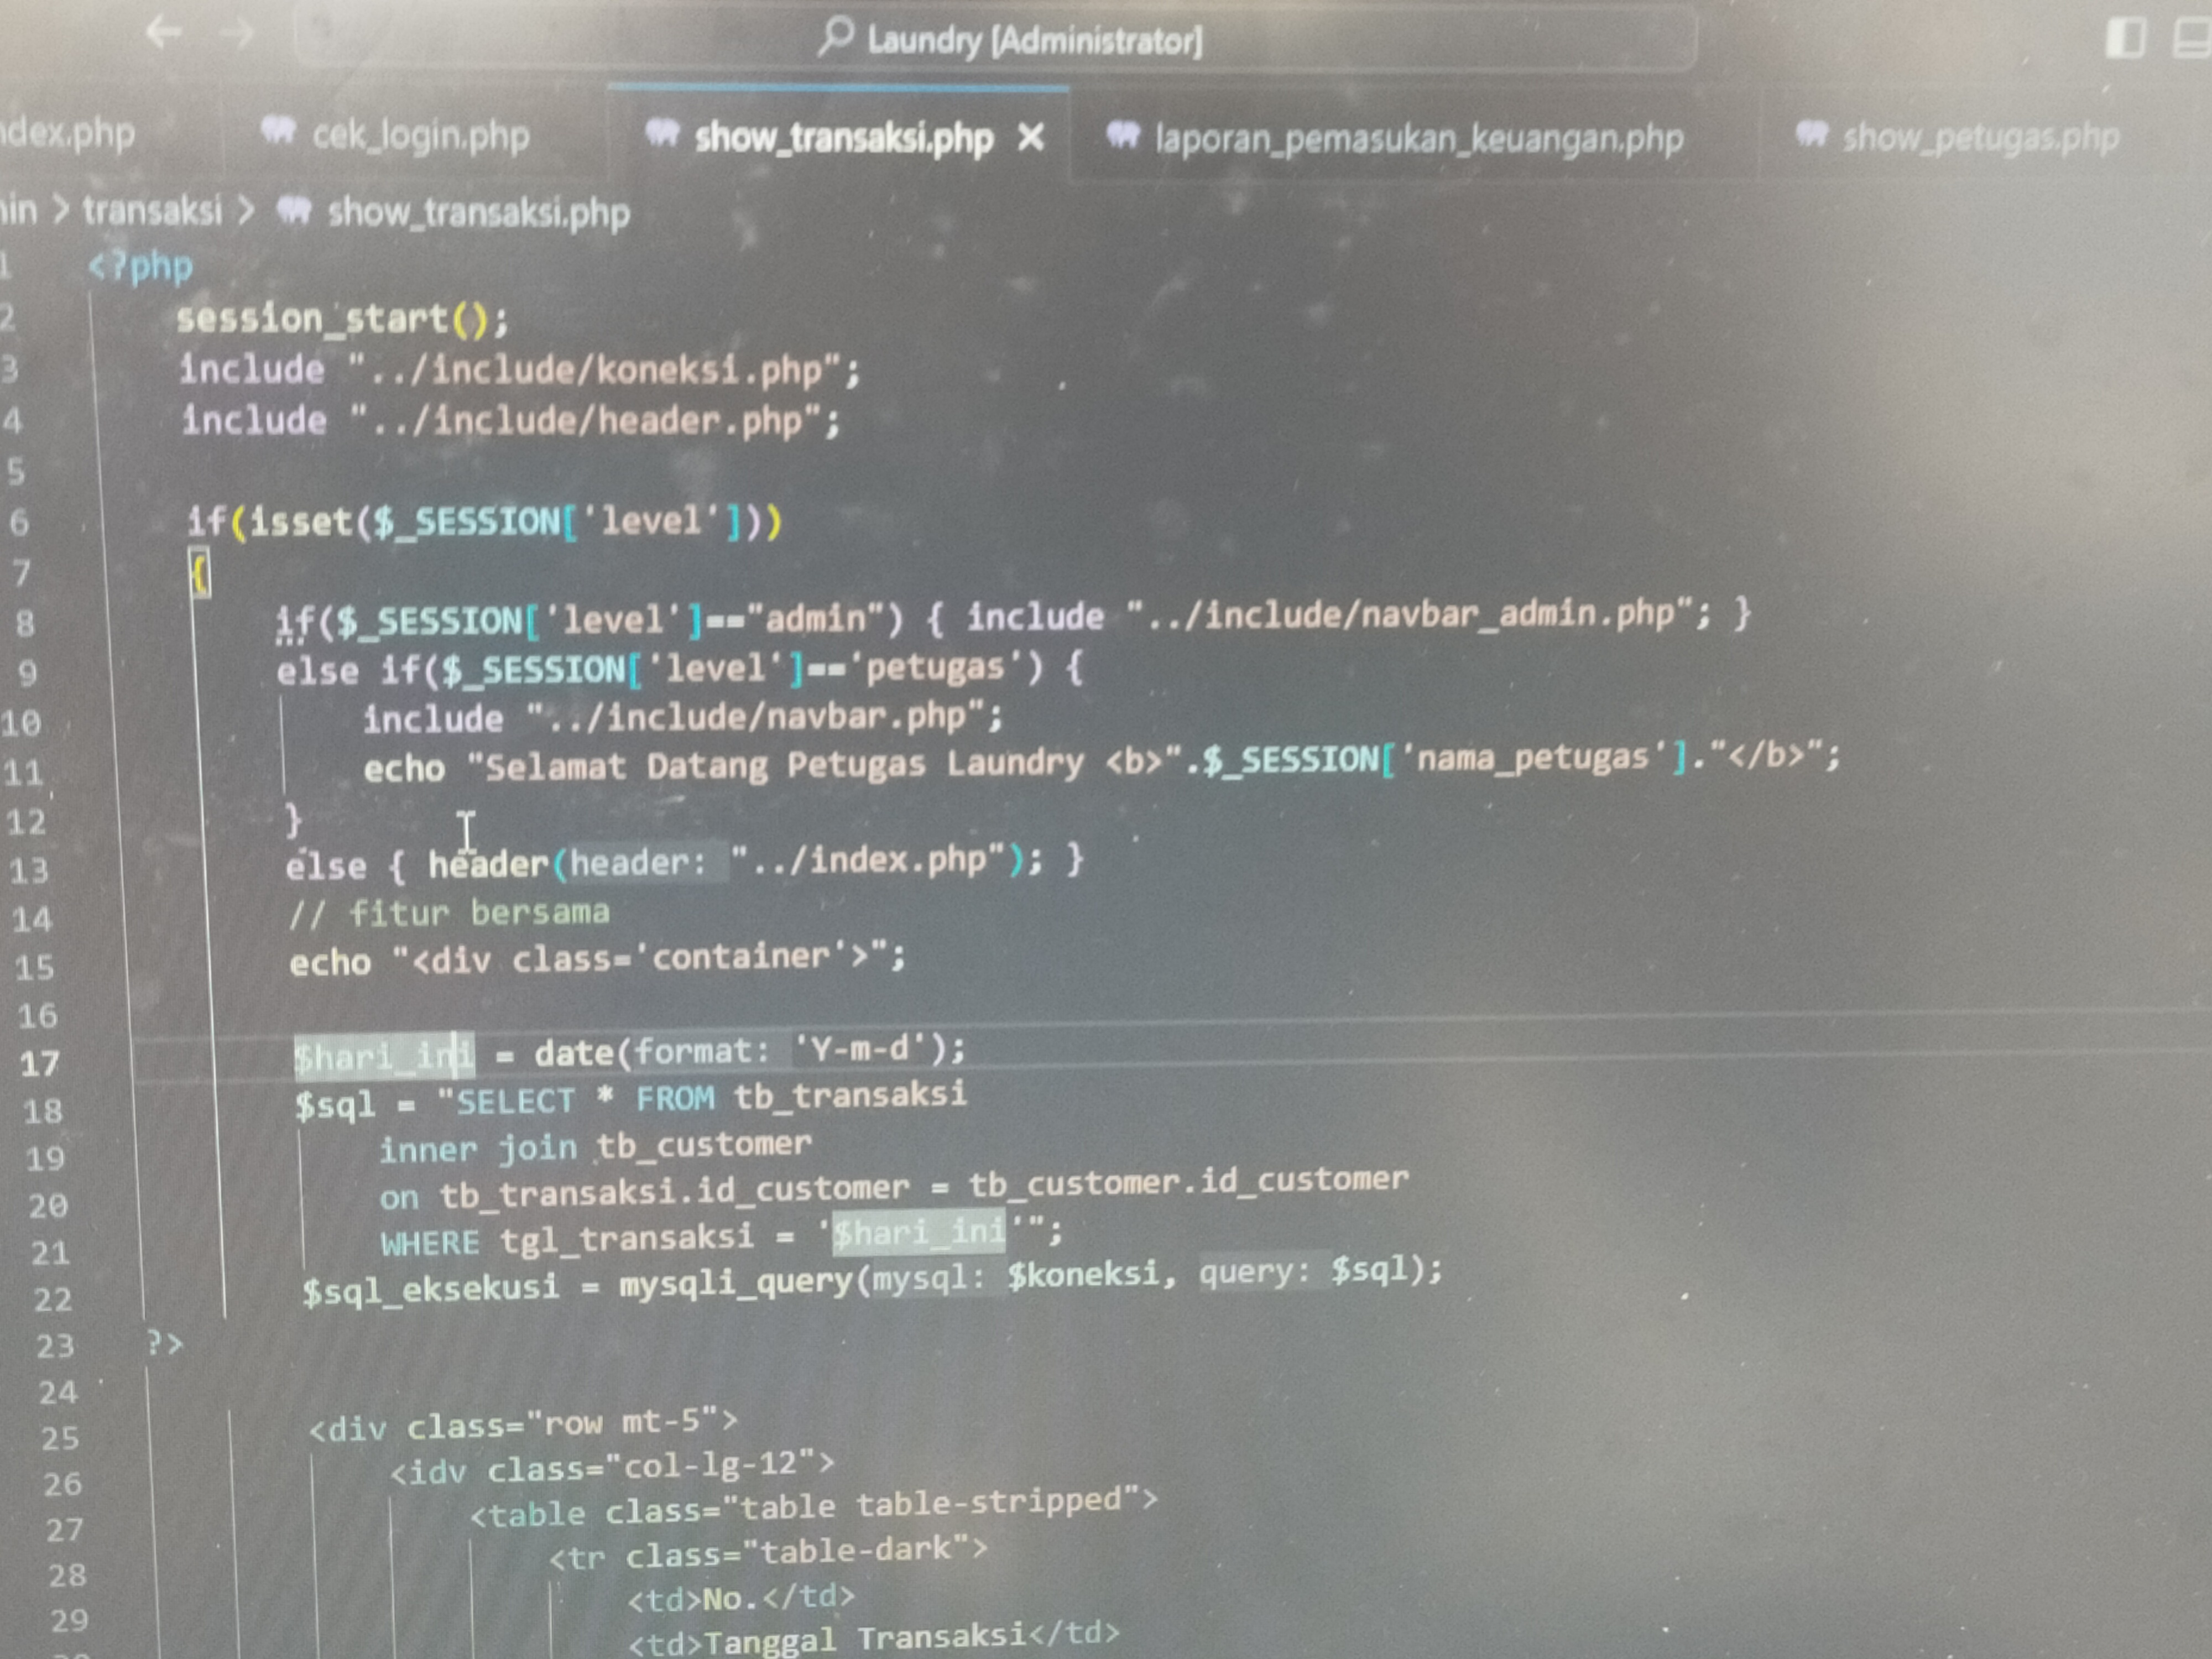 Laundry [Administrator]
ndex.php cek_login.php show_transaksi.php X laporan_pemasukan_keuangan.php show_petugas.php
in > transaksi > show_transaksi.php
1 <?php
2 session_start();
3 include "../include/koneksi.php";
4 include "../include/header.php";
5
6 if(isset($_SESSION['level']))
7 {
8 if($_SESSION['level']=="admin") { include "../include/navbar_admin.php"; }
9 else if($_SESSION['level']=='petugas') {
10 include "../include/navbar.php";
11 echo "Selamat Datang Petugas Laundry <b>".$_SESSION['nama_petugas']."</b>";
12 }
13 else { header(header: "../index.php"); }
14 // fitur bersama
15 echo "<div class='container'>";
16
17 $hari_ini = date(format: 'Y-m-d');
18 $sql = "SELECT * FROM tb_transaksi
19 inner join tb_customer
20 on tb_transaksi.id_customer = tb_customer.id_customer
21 WHERE tgl_transaksi = '$hari_ini'";
22 $sql_eksekusi = mysqli_query(mysql: $koneksi, query: $sql);
23 ?>
24
25 <div class="row mt-5">
26 <idv class="col-lg-12">
27 <table class="table table-stripped">
28 <tr class="table-dark">
29 <td>No.</td>
<td>Tanggal Transaksi</td>